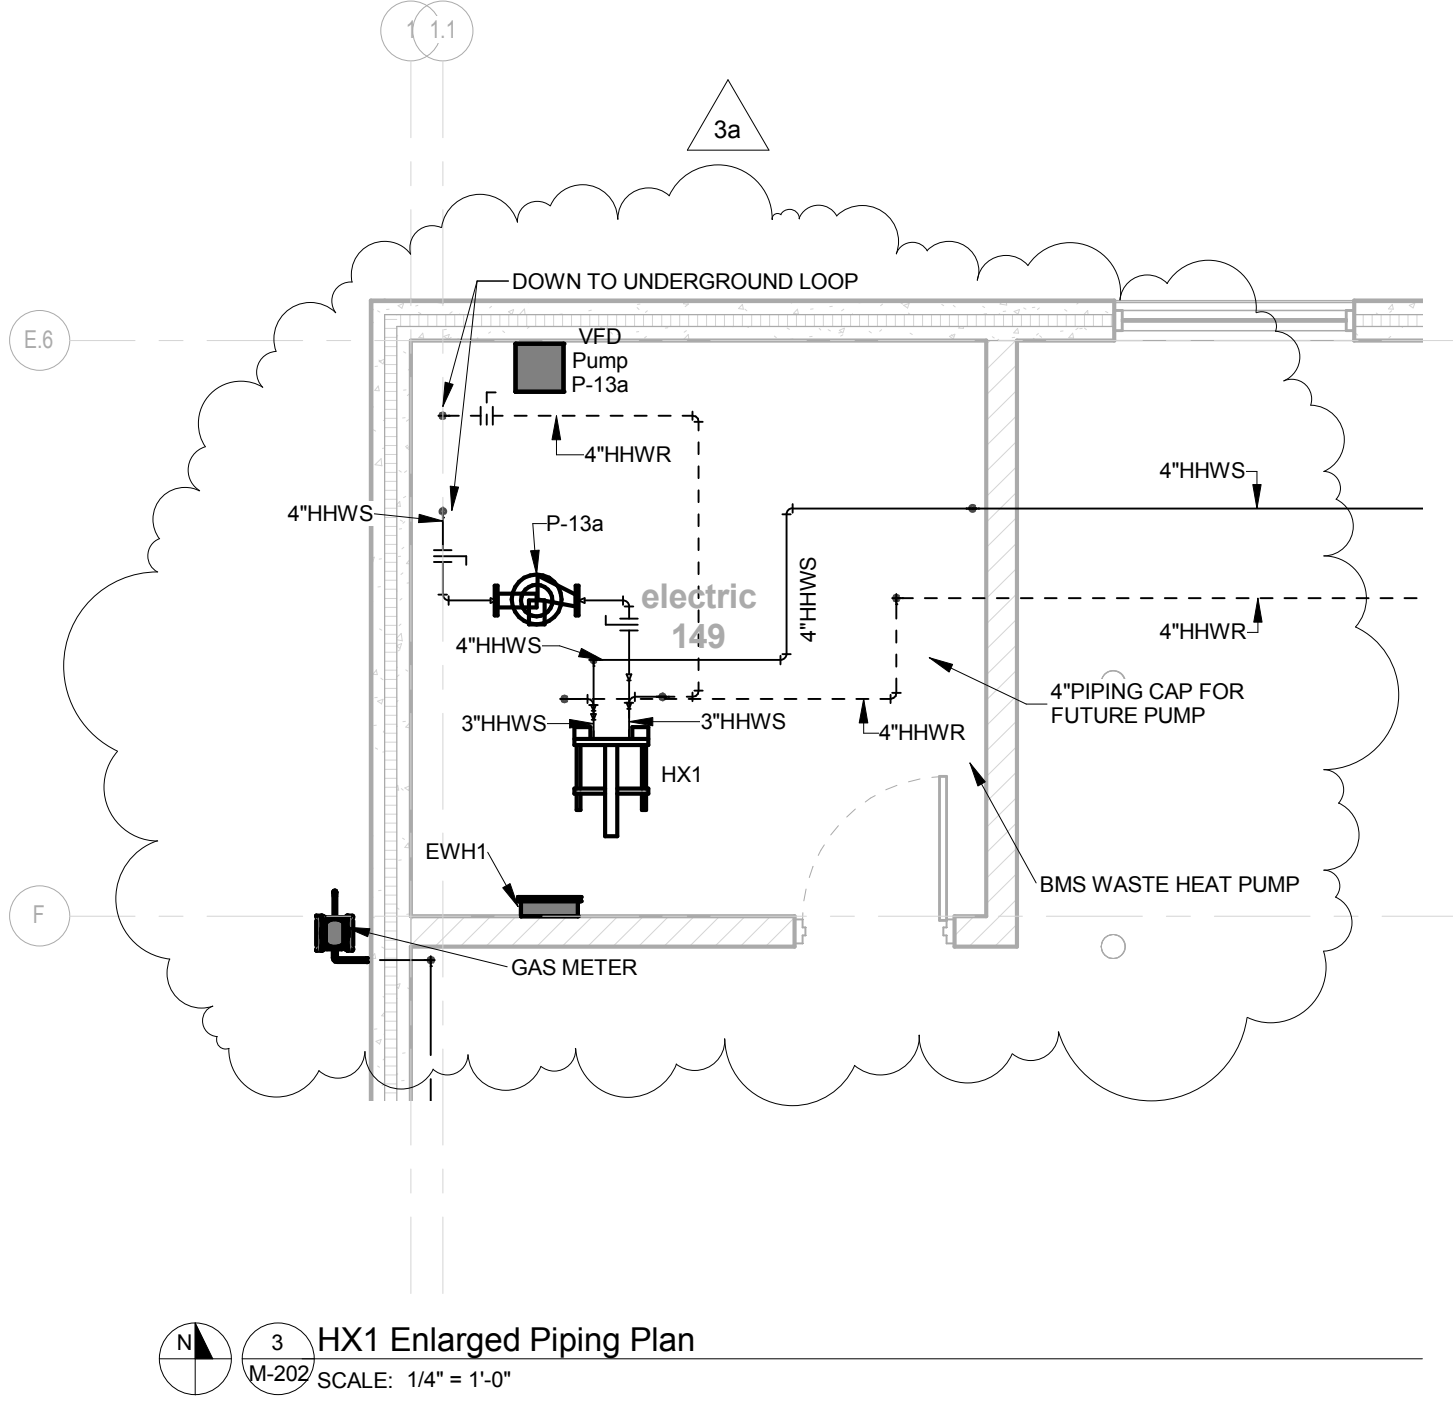 1
1.1
3a
DOWN TO UNDERGROUND LOOP
E.6
VFD
Pump
P-13a
4"HHWR
4"HHWS
4"HHWS
P-13a
4"HHWS
electric
149
4"HHWR
4"HHWS
4"PIPING CAP FOR
FUTURE PUMP
3"HHWS
3"HHWS
4"HHWR
HX1
EWH1
BMS WASTE HEAT PUMP
F
GAS METER
N
3
M-202
HX1 Enlarged Piping Plan
SCALE: 1/4" = 1'-0"